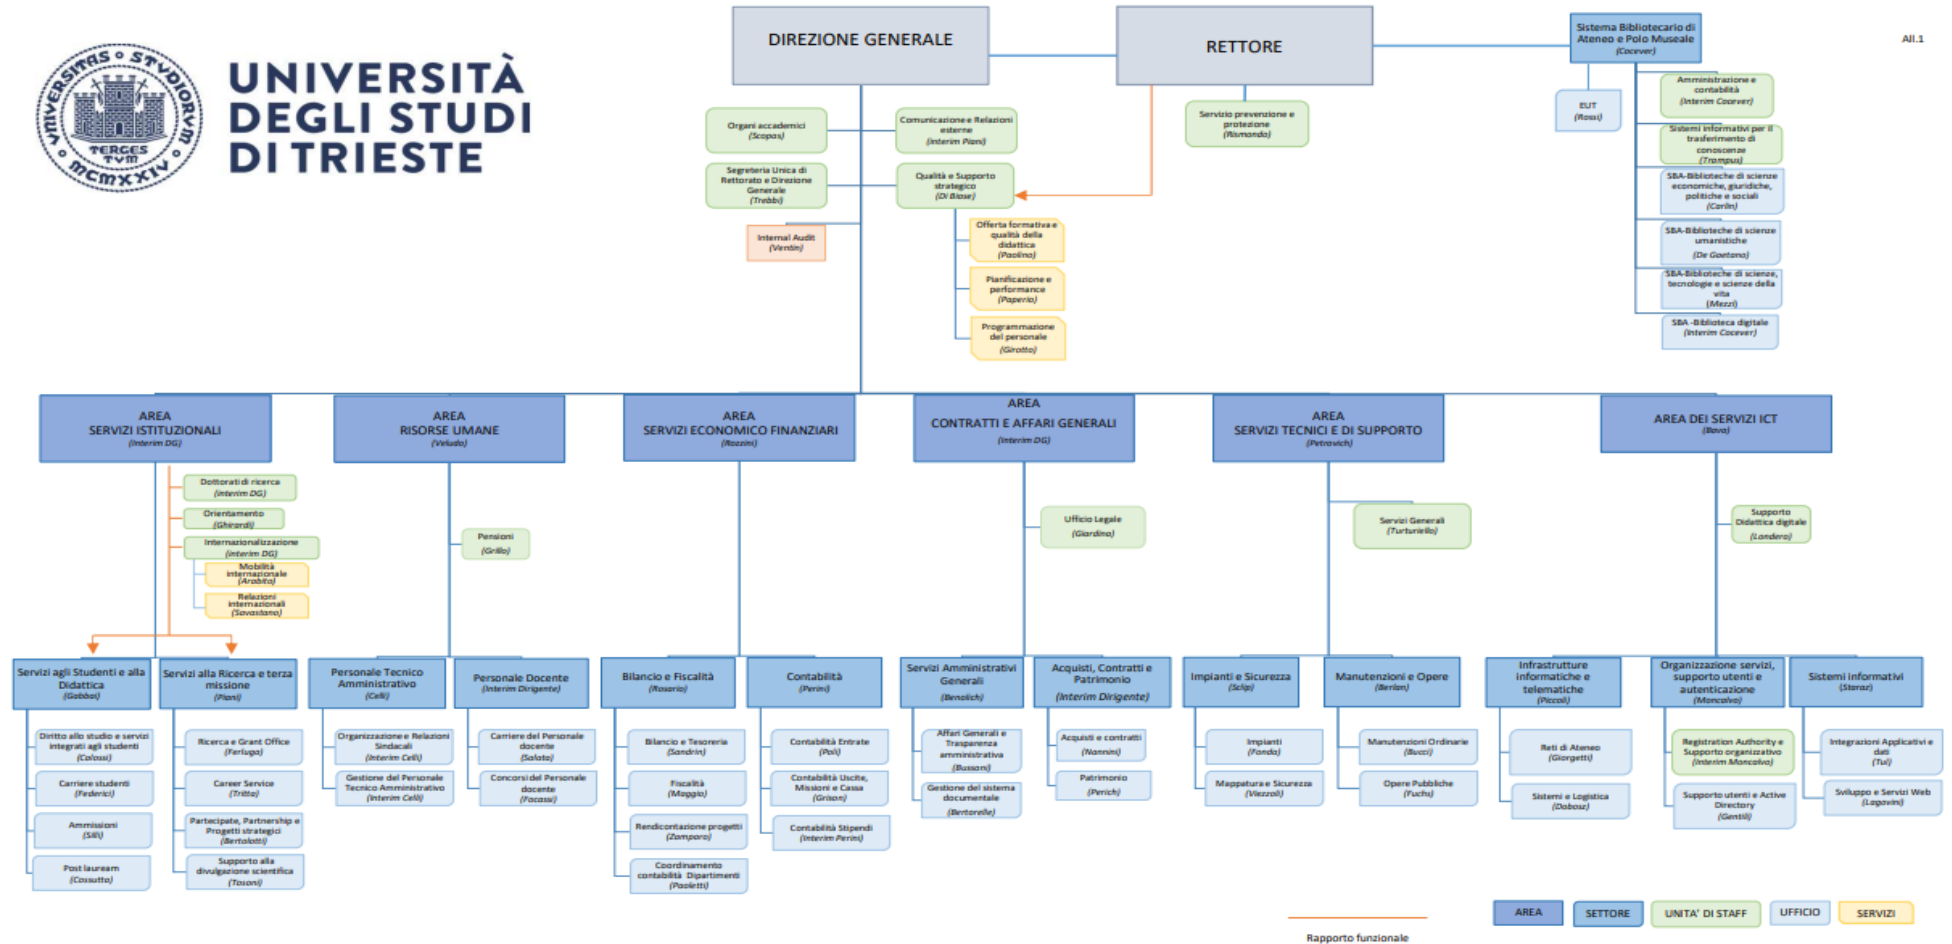 UNIVERSITAS STUDIORUM
TERGESTVM
MCMXXIV
UNIVERSITÀ
DEGLI STUDI
DI TRIESTE
DIREZIONE GENERALE
RETTORE
Sistema Bibliotecario di
Ateneo e Polo Museale
(Cocever)
All.1
Organi accademici
(Scopas)
Comunicazione e Relazioni
esterne
(Interim Piani)
Servizio prevenzione e
protezione
(Rismondo)
EUT
(Rossi)
Amministrazione e
contabilità
(Interim Cocever)
Sistemi informativi per il
trasferimento di
conoscenze
(Trampus)
Segreteria Unica di
Rettorato e Direzione
Generale
(Trebbi)
Qualità e Supporto
strategico
(Di Biase)
SBA-Biblioteche di scienze
economiche, giuridiche,
politiche e sociali
(Carlin)
Internal Audit
(Ventin)
Offerta formativa e
qualità della
didattica
(Paolino)
SBA-Biblioteche di scienze
umanistiche
(De Gaetano)
Pianificazione e
performance
(Paperio)
SBA-Biblioteche di scienze,
tecnologie e scienze della
vita
(Mezzi)
Programmazione
del personale
(Girotto)
SBA -Biblioteca digitale
(Interim Cocever)
AREA
SERVIZI ISTITUZIONALI
(Interim DG)
AREA
RISORSE UMANE
(Veludo)
AREA
SERVIZI ECONOMICO FINANZIARI
(Rozzini)
AREA
CONTRATTI E AFFARI GENERALI
(Interim DG)
AREA
SERVIZI TECNICI E DI SUPPORTO
(Petrovich)
AREA DEI SERVIZI ICT
(Bava)
Dottorati di ricerca
(interim DG)
Orientamento
(Ghirardi)
Internazionalizzazione
(interim DG)
Mobilità
internazionale
(Arabito)
Relazioni
Internazionali
(Savastano)
Pensioni
(Grillo)
Ufficio Legale
(Giardino)
Servizi Generali
(Turturiello)
Supporto
Didattica digitale
(Landero)
Servizi agli Studenti e alla
Didattica
(Gabbai)
Servizi alla Ricerca e terza
missione
(Piani)
Personale Tecnico
Amministrativo
(Celli)
Personale Docente
(Interim Dirigente)
Bilancio e Fiscalità
(Rosario)
Contabilità
(Perini)
Servizi Amministrativi
Generali
(Benolich)
Acquisti, Contratti e
Patrimonio
(Interim Dirigente)
Impianti e Sicurezza
(Sclip)
Manutenzioni e Opere
(Berlan)
Infrastrutture
informatiche e
telematiche
(Piccoli)
Organizzazione servizi,
supporto utenti e
autenticazione
(Moncalvo)
Sistemi informativi
(Storaz)
Diritto allo studio e servizi
integrati agli studenti
(Colossi)
Carriere studenti
(Federici)
Ammissioni
(Silli)
Post lauream
(Cossutta)
Ricerca e Grant Office
(Ferluga)
Career Service
(Tritta)
Partecipate, Partnership e
Progetti strategici
(Bertolotti)
Supporto alla
divulgazione scientifica
(Tosoni)
Organizzazione e Relazioni
Sindacali
(Interim Celli)
Gestione del Personale
Tecnico Amministrativo
(Interim Celli)
Carriere del Personale
docente
(Salata)
Concorsi del Personale
docente
(Facassi)
Bilancio e Tesoreria
(Sandrin)
Fiscalità
(Maggio)
Rendicontazione progetti
(Zamparo)
Coordinamento
contabilità Dipartimenti
(Paoletti)
Contabilità Entrate
(Poli)
Contabilità Uscite,
Missioni e Cassa
(Grison)
Contabilità Stipendi
(Interim Perini)
Affari Generali e
Trasparenza
amministrativa
(Bussani)
Gestione del sistema
documentale
(Bertorelle)
Acquisti e contratti
(Nannini)
Patrimonio
(Perich)
Impianti
(Fonda)
Mappatura e Sicurezza
(Viezzoli)
Manutenzioni Ordinarie
(Bucci)
Opere Pubbliche
(Fuchs)
Reti di Ateneo
(Giorgetti)
Sistemi e Logistica
(Dobosz)
Registration Authority e
Supporto organizzativo
(Interim Moncalvo)
Supporto utenti e Active
Directory
(Gentili)
Integrazioni Applicativi e
dati
(Tul)
Sviluppo e Servizi Web
(Lagovini)
Rapporto funzionale
AREA
SETTORE
UNITA' DI STAFF
UFFICIO
SERVIZI